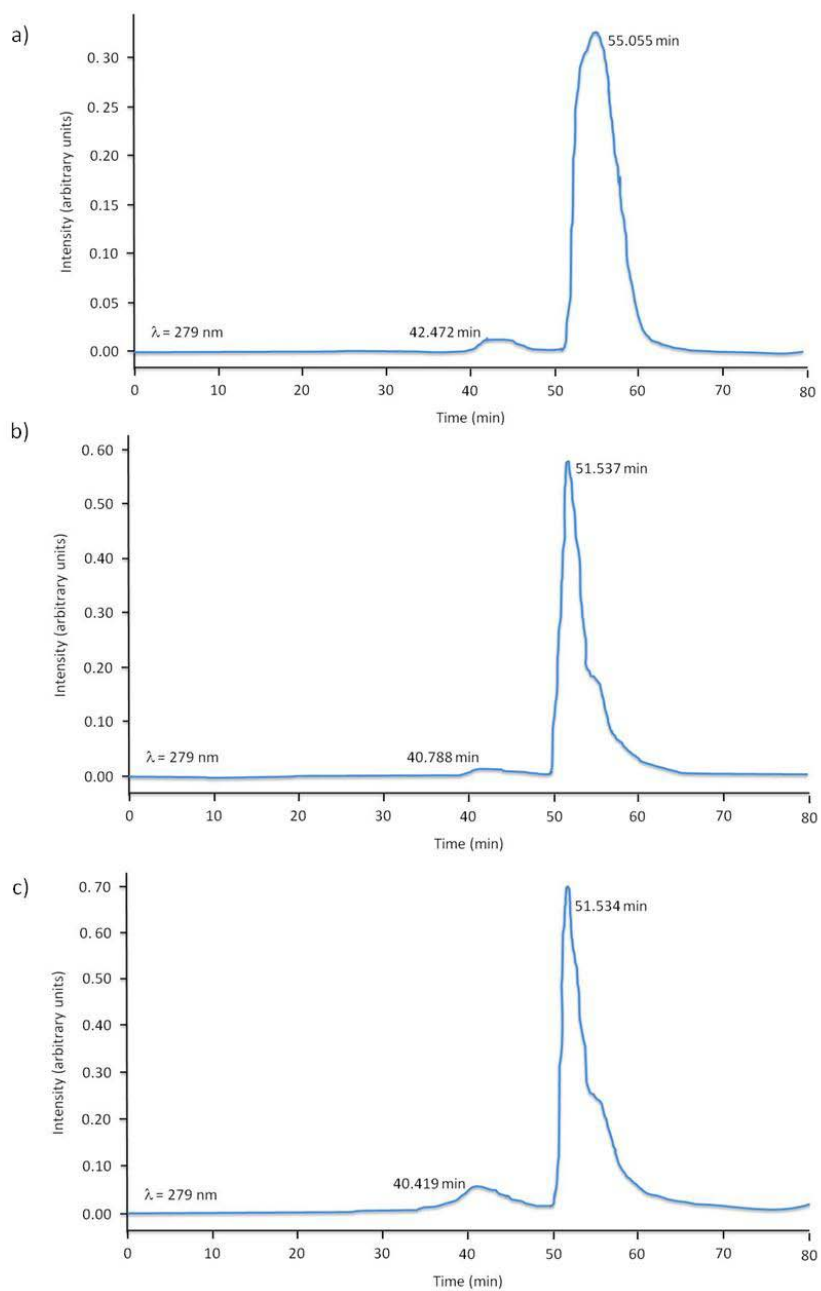 a)
55.055 min
0.30
0.25
0.20
0.15
0.10
0.05
0.00
Intensity (arbitrary units)
λ = 279 nm
42.472 min
0 10 20 30 40 50 60 70 80
Time (min)
b)
0.60
51.537 min
0.50
0.40
0.30
0.20
0.10
0.00
Intensity (arbitrary units)
λ = 279 nm
40.788 min
0 10 20 30 40 50 60 70 80
Time (min)
c)
0.70
51.534 min
0.60
0.50
0.40
0.30
0.20
0.10
0.00
Intensity (arbitrary units)
40.419 min
λ = 279 nm
0 10 20 30 40 50 60 70 80
Time (min)